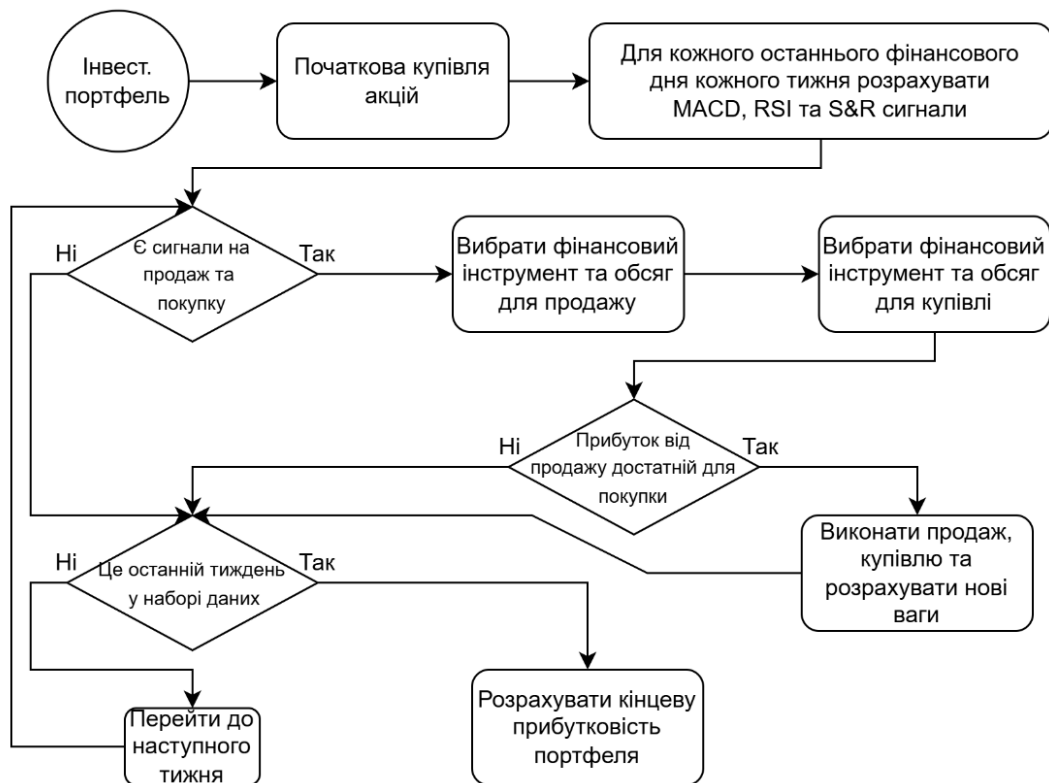 Інвест.
портфель
Початкова купівля
акцій
Для кожного останнього фінансового
дня кожного тижня розрахувати
MACD, RSI та S&R сигнали
Ні
Є сигнали на
продаж та
покупку
Так
Вибрати фінансовий
інструмент та обсяг
для продажу
Вибрати фінансовий
інструмент та обсяг
для купівлі
Ні
Прибуток від
продажу достатній для
покупки
Так
Виконати продаж,
купівлю та
розрахувати нові
ваги
Ні
Це останній тиждень
у наборі даних
Так
Перейти до
наступного
тижня
Розрахувати кінцеву
прибутковість
портфеля